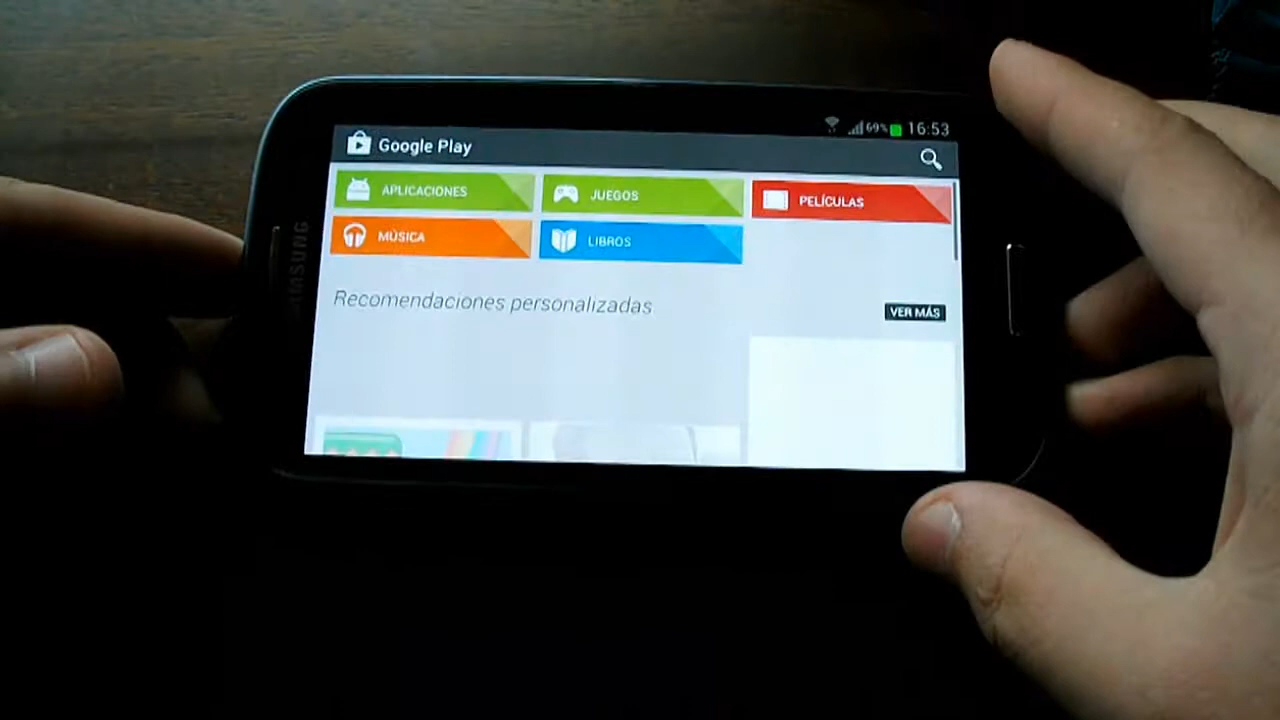 69% 16:53
Google Play
APLICACIONES JUEGOS PELÍCULAS
MÚSICA LIBROS
Recomendaciones personalizadas
VER MÁS
SAMSUNG